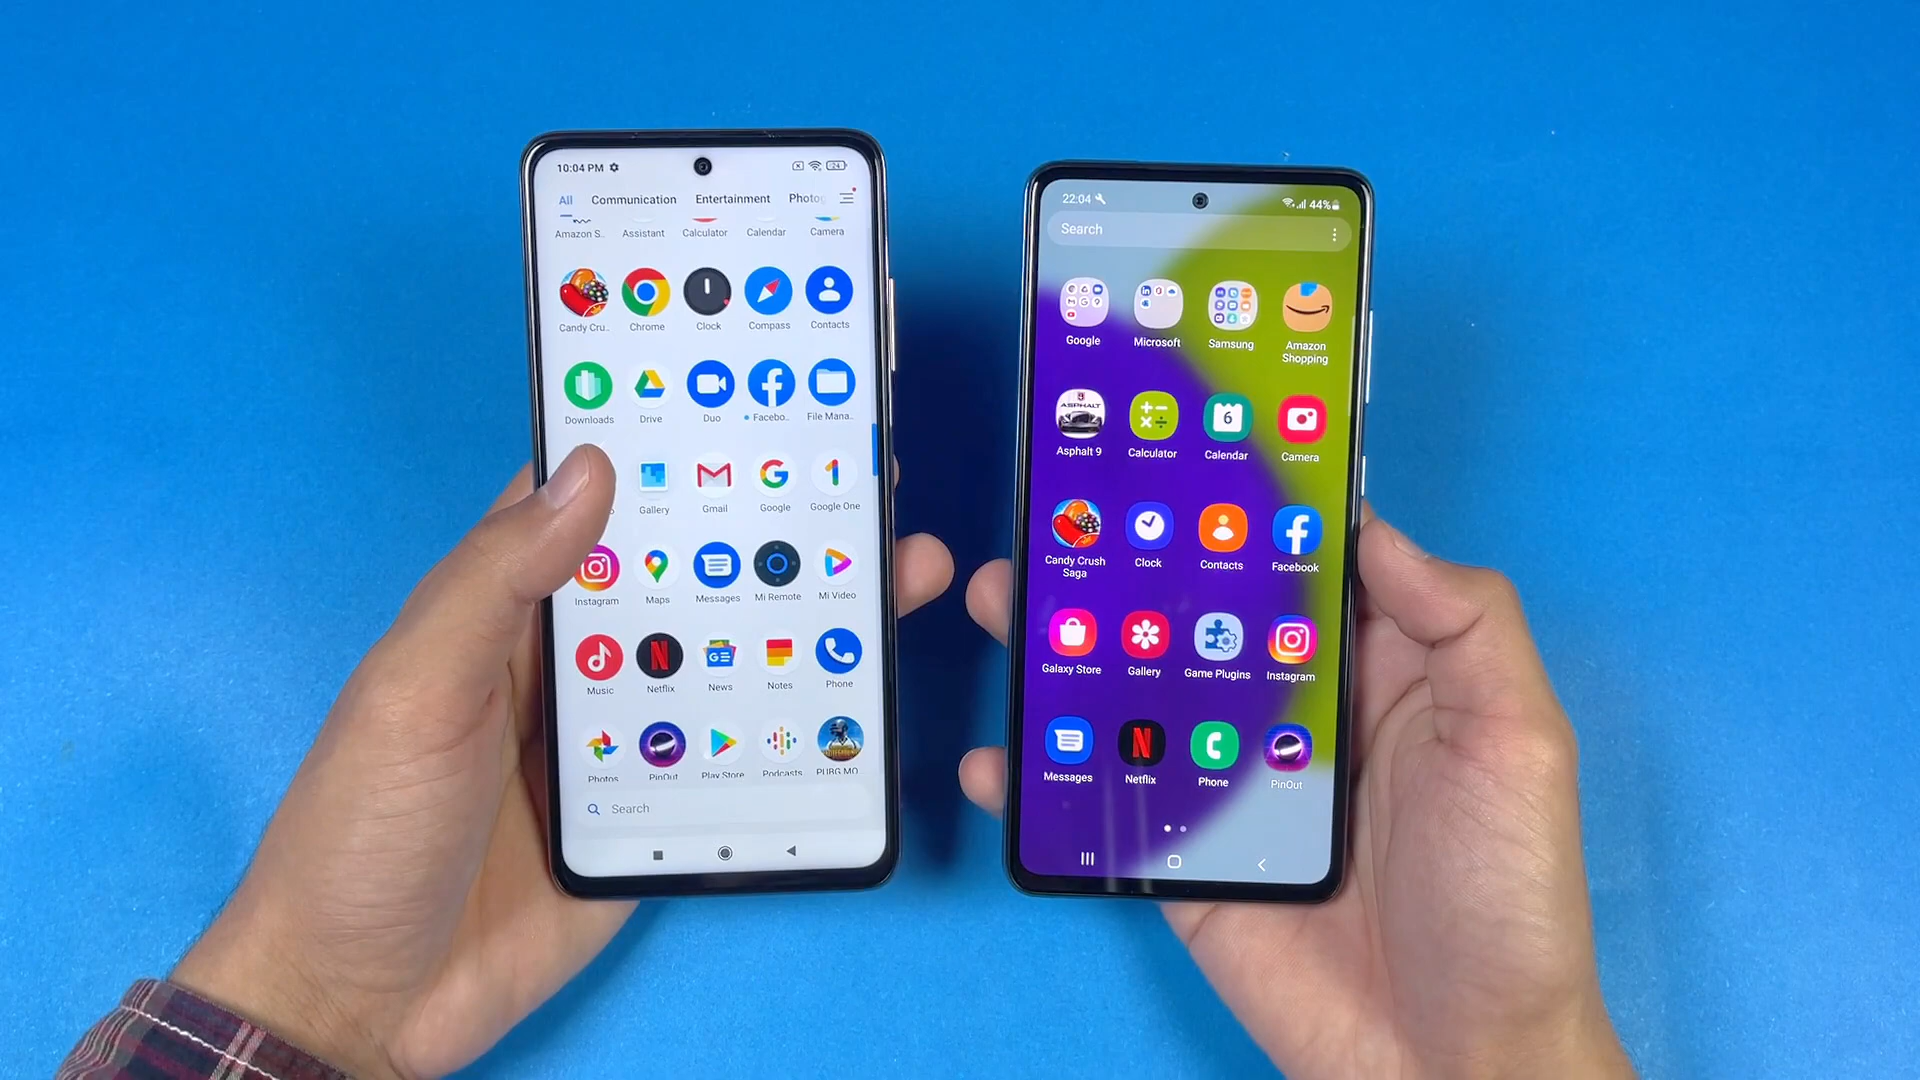 10:04 PM
24
All Communication Entertainment Photog
Amazon S.. Assistant Calculator Calendar Camera
Candy Cru.. Chrome Clock Compass Contacts
Downloads Drive Duo Facebo.. File Mana..
Gallery Gmail Google Google One
Instagram Maps Messages Mi Remote Mi Video
Music Netflix News Notes Phone
Photos PinOut Play Store Podcasts PUBG MO
Search
22:04
44%
Search
Google Microsoft Samsung Amazon
Shopping
ASPHALT
6
Asphalt 9 Calculator Calendar Camera
Candy Crush
Saga
Clock Contacts Facebook
Galaxy Store Gallery Game Plugins Instagram
Messages Netflix Phone PinOut